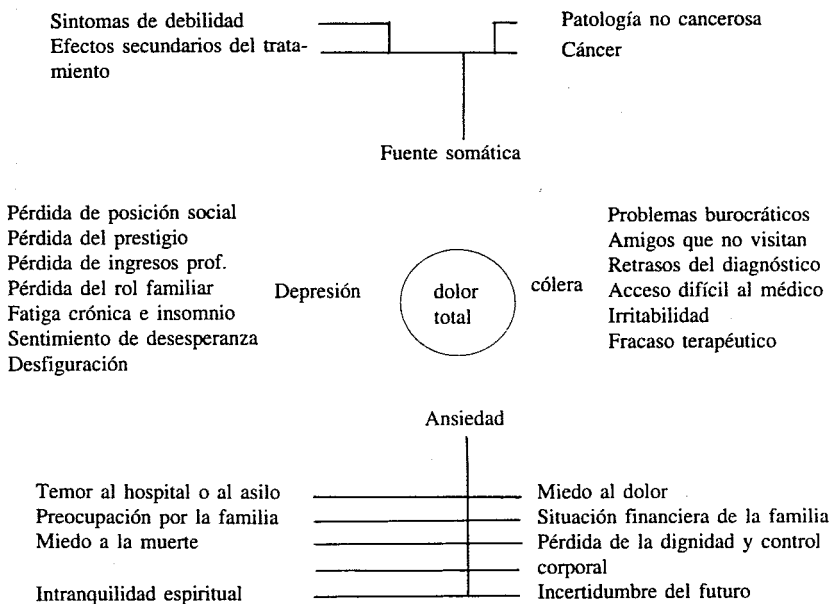 Sintomas de debilidad
Efectos secundarios del trata-
miento
Patología no cancerosa
Cáncer
Fuente somática
Pérdida de posición social
Pérdida del prestigio
Pérdida de ingresos prof.
Pérdida del rol familiar
Fatiga crónica e insomnio
Sentimiento de desesperanza
Desfiguración
Depresión
dolor
total
cólera
Problemas burocráticos
Amigos que no visitan
Retrasos del diagnóstico
Acceso difícil al médico
Irritabilidad
Fracaso terapéutico
Ansiedad
Temor al hospital o al asilo
Preocupación por la familia
Miedo a la muerte
Intranquilidad espiritual
Miedo al dolor
Situación financiera de la familia
Pérdida de la dignidad y control
corporal
Incertidumbre del futuro